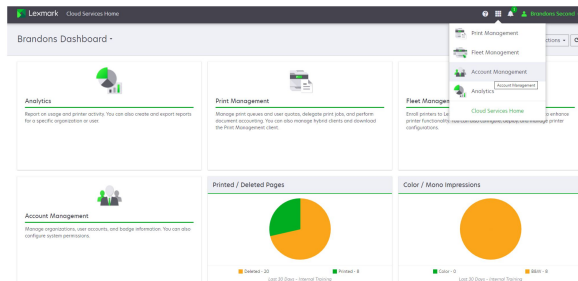 Lexmark Cloud Services Home
1
Brandons Second
Brandons Dashboard
Print Management
Fleet Management
Account Management
Account Management
Analytics
Cloud Services Home
Analytics
Report on usage and printer activity. You can also create and export reports
for a specific organization or user
Print Management
Manage print queues and user quotas, delegate print jobs, and perform
document accounting. You can also manage hybrid clients and download
the Print Management client.
Fleet Manage
Enroll printers to Le
printer functionality. You can also configure, deploy, and manage printer
configurations.
Account Management
Manage organizations, user accounts, and badge information. You can also
configure system permissions.
Printed / Deleted Pages
Deleted - 20 Printed - 8
Last 30 Days - Internal Training
Color / Mono Impressions
Color - 0 B&W - 8
Last 30 Days - Internal Training